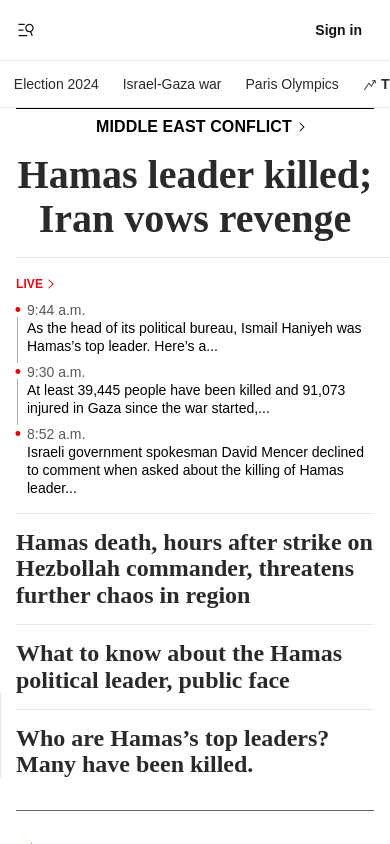 Sign in
Election 2024 Israel-Gaza war Paris Olympics T
MIDDLE EAST CONFLICT
Hamas leader killed;
Iran vows revenge
LIVE
9:44 a.m.
As the head of its political bureau, Ismail Haniyeh was
Hamas’s top leader. Here’s a...
9:30 a.m.
At least 39,445 people have been killed and 91,073
injured in Gaza since the war started,...
8:52 a.m.
Israeli government spokesman David Mencer declined
to comment when asked about the killing of Hamas
leader...
Hamas death, hours after strike on
Hezbollah commander, threatens
further chaos in region
What to know about the Hamas
political leader, public face
Who are Hamas’s top leaders?
Many have been killed.